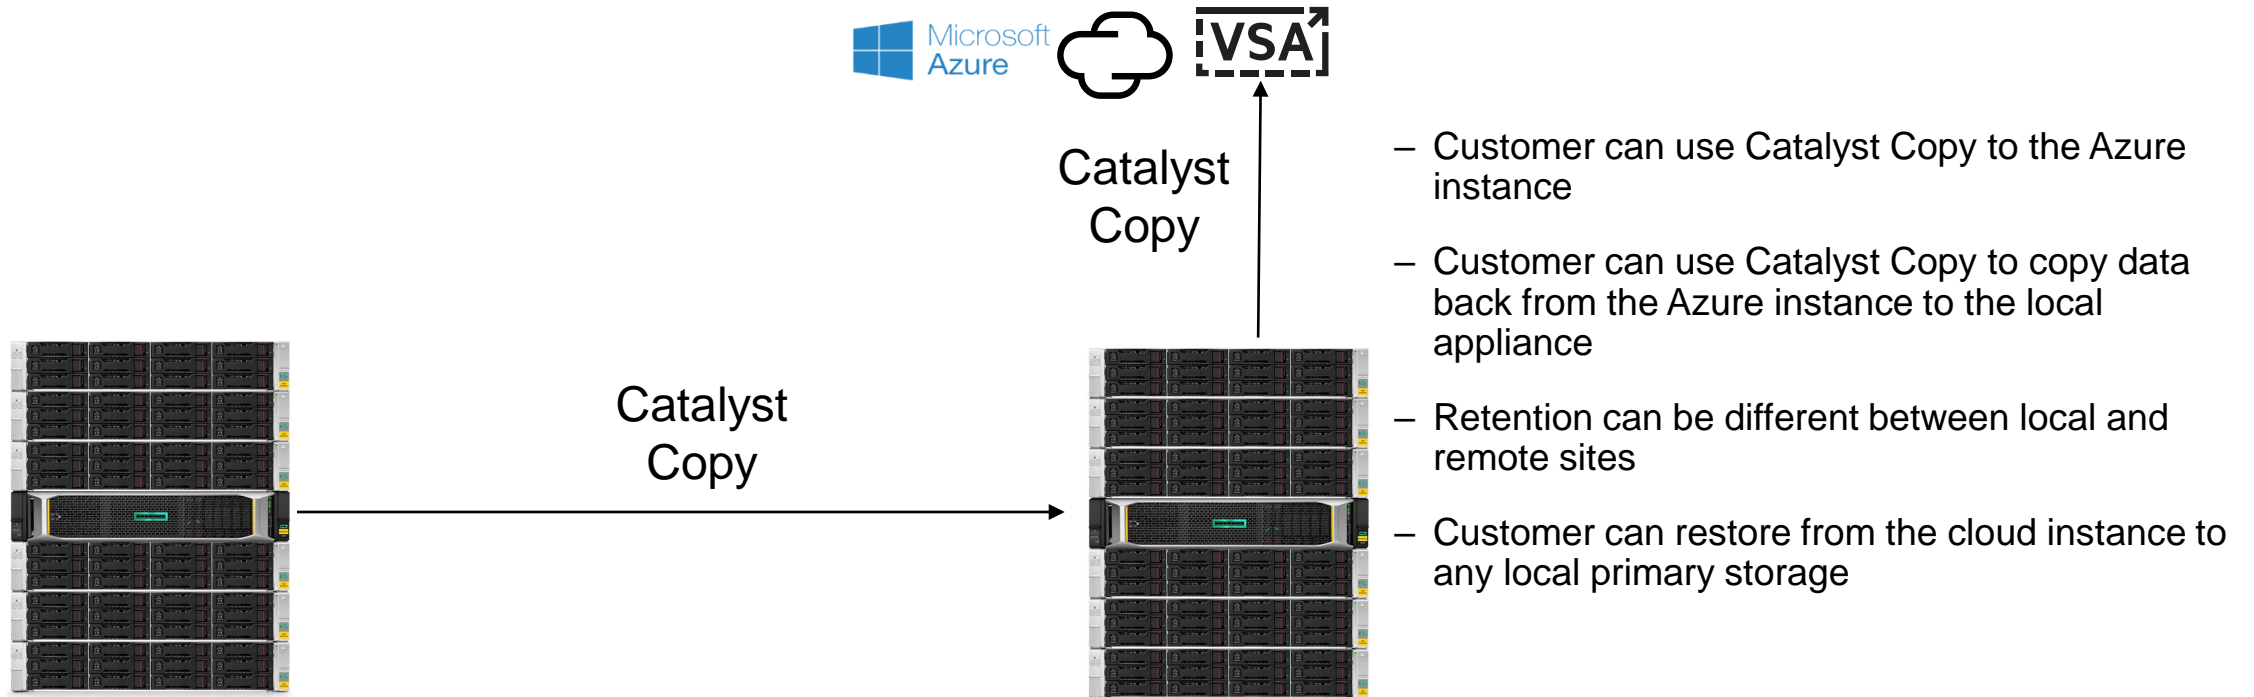 Microsoft
Azure
VSA
Catalyst
Copy
Catalyst
Copy
– Customer can use Catalyst Copy to the Azure
instance
– Customer can use Catalyst Copy to copy data
back from the Azure instance to the local
appliance
– Retention can be different between local and
remote sites
– Customer can restore from the cloud instance to
any local primary storage